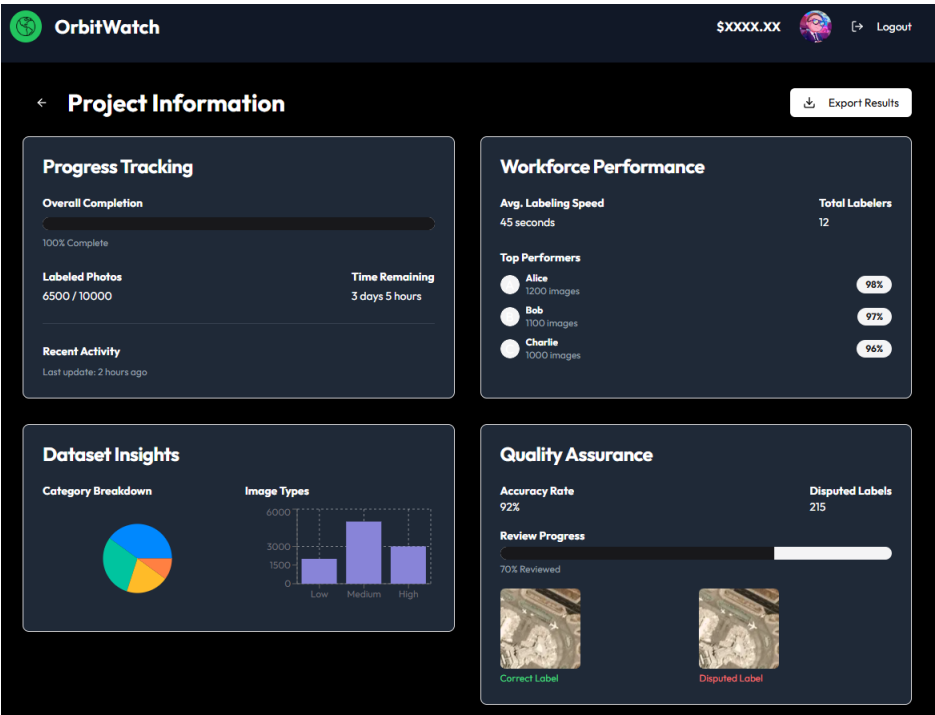 OrbitWatch
$XXXX.XX
Logout
Project Information
Export Results
Progress Tracking
Overall Completion
100% Complete
Labeled Photos
Time Remaining
6500 / 10000
3 days 5 hours
Recent Activity
Last update: 2 hours ago
Workforce Performance
Avg. Labeling Speed
Total Labelers
45 seconds
12
Top Performers
Alice
1200 images
98%
Bob
1100 images
97%
Charlie
1000 images
96%
Dataset Insights
Category Breakdown
Image Types
6000
3000
1500
0
Low Medium High
Quality Assurance
Accuracy Rate
Disputed Labels
92%
215
Review Progress
70% Reviewed
Correct Label
Disputed Label